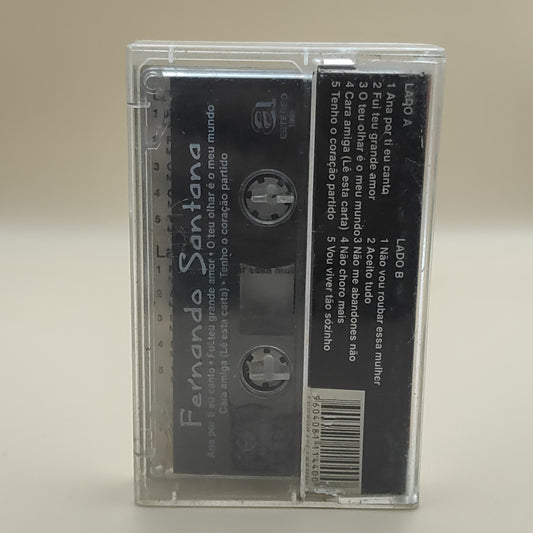 LADO A
1 Ana por ti eu canto
2 Fui teu grande amor
3 O teu olhar é o meu mundo
4 Cara amiga (Lê esta carta)
5 Tenho o coração partido
LADO B
1 Não vou roubar essa mulher
2 Aceito tudo
3 Não me abandones não
4 Não choro mais
5 Vou viver tão sózinho
9604081114400
Fernando Santana
Ana por ti eu canto • Fui teu grande amor • O teu olhar é o meu mundo
Cara amiga (Lê esta carta) • Tenho o coração partido
ESTÉREO